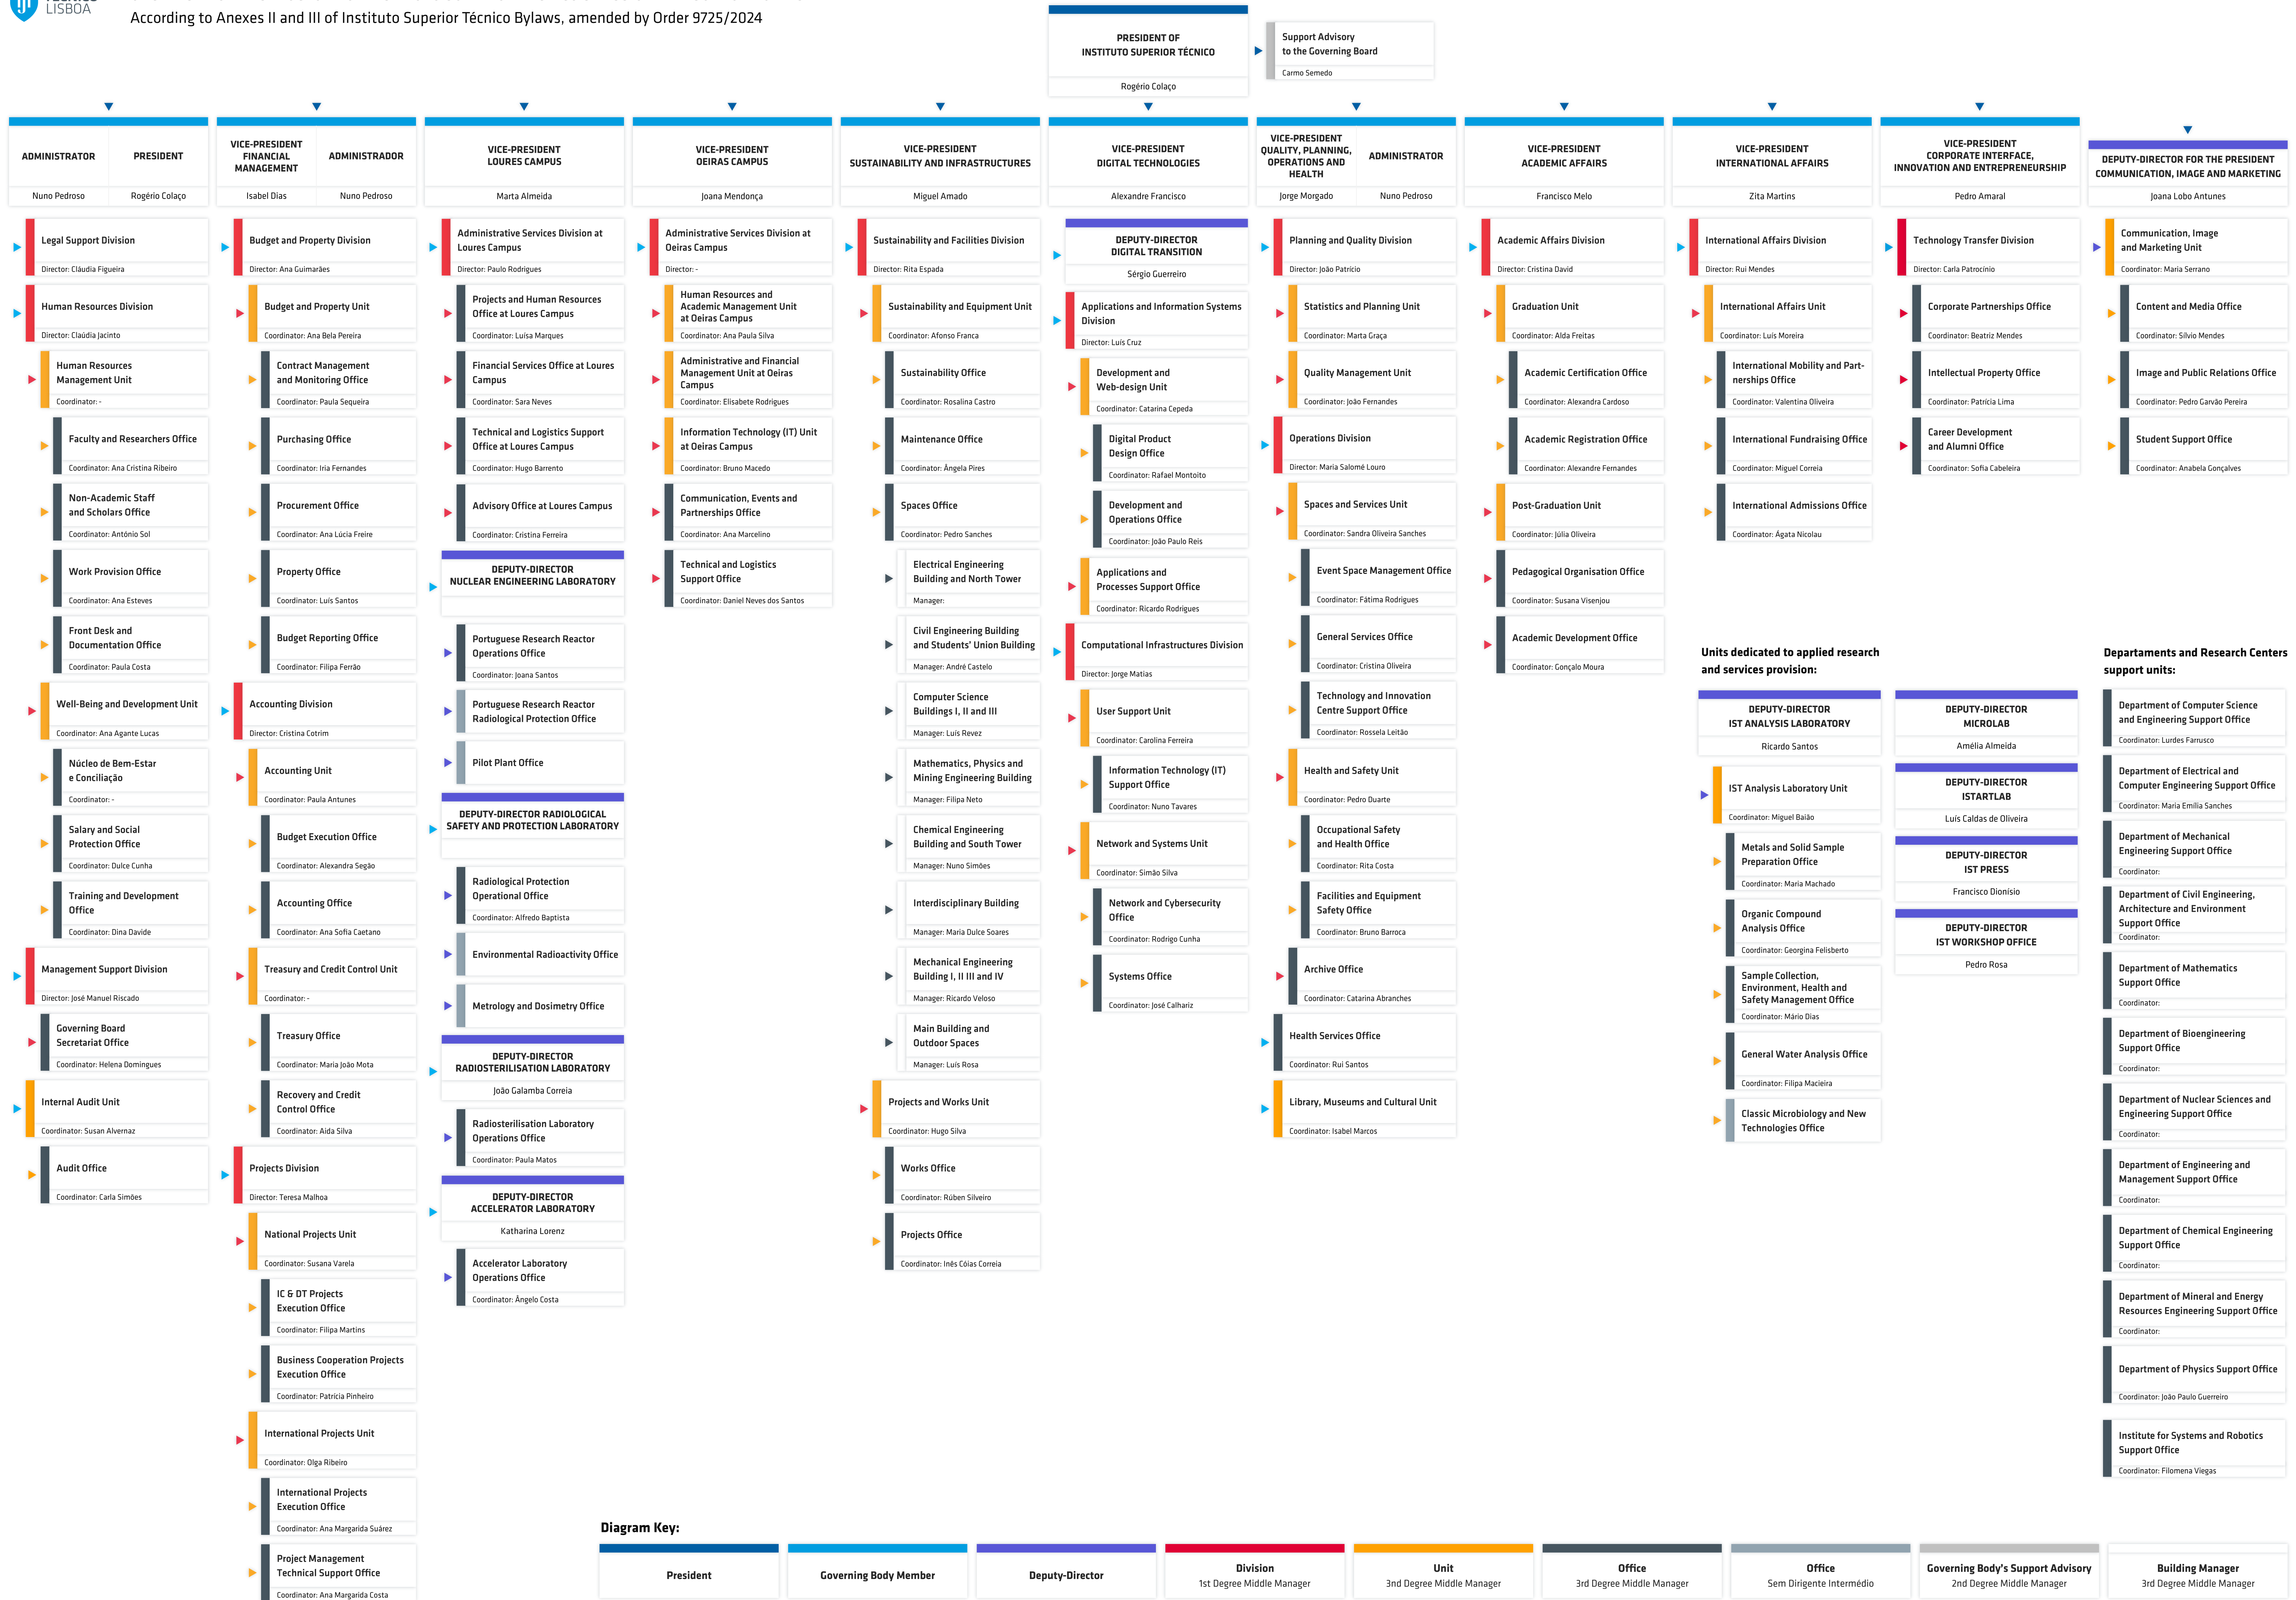 LISBOA
According to Anexes II and III of Instituto Superior Técnico Bylaws, amended by Order 9725/2024
PRESIDENT OF
INSTITUTO SUPERIOR TÉCNICO
Rogério Colaço
Support Advisory
to the Governing Board
Carmo Semedo
ADMINISTRATOR
PRESIDENT
Nuno Pedroso
Rogério Colaço
Legal Support Division
Director: Cláudia Figueira
Human Resources Division
Director: Claúdia Jacinto
Human Resources
Management Unit
Coordinator: -
Faculty and Researchers Office
Coordinator: Ana Cristina Ribeiro
Non-Academic Staff
and Scholars Office
Coordinator: António Sol
Work Provision Office
Coordinator: Ana Esteves
Front Desk and
Documentation Office
Coordinator: Paula Costa
Well-Being and Development Unit
Coordinator: Ana Agante Lucas
Núcleo de Bem-Estar
e Conciliação
Coordinator: -
Salary and Social
Protection Office
Coordinator: Dulce Cunha
Training and Development
Office
Coordinator: Dina Davide
Management Support Division
Director: José Manuel Riscado
Governing Board
Secretariat Office
Coordinator: Helena Domingues
Internal Audit Unit
Coordinator: Susan Alvernaz
Audit Office
Coordinator: Carla Simões
VICE-PRESIDENT
FINANCIAL
MANAGEMENT
ADMINISTRADOR
Isabel Dias
Nuno Pedroso
Budget and Property Division
Director: Ana Guimarães
Budget and Property Unit
Coordinator: Ana Bela Pereira
Contract Management
and Monitoring Office
Coordinator: Paula Sequeira
Purchasing Office
Coordinator: Iria Fernandes
Procurement Office
Coordinator: Ana Lúcia Freire
Property Office
Coordinator: Luís Santos
Budget Reporting Office
Coordinator: Filipa Ferrão
Accounting Division
Director: Cristina Cotrim
Accounting Unit
Coordinator: Paula Antunes
Budget Execution Office
Coordinator: Alexandra Segão
Accounting Office
Coordinator: Ana Sofia Caetano
Treasury and Credit Control Unit
Coordinator: -
Treasury Office
Coordinator: Maria João Mota
Recovery and Credit
Control Office
Coordinator: Aida Silva
Projects Division
Director: Teresa Malhoa
National Projects Unit
Coordinator: Susana Varela
IC & DT Projects
Execution Office
Coordinator: Filipa Martins
Business Cooperation Projects
Execution Office
Coordinator: Patrícia Pinheiro
International Projects Unit
Coordinator: Olga Ribeiro
International Projects
Execution Office
Coordinator: Ana Margarida Suárez
Project Management
Technical Support Office
Coordinator: Ana Margarida Costa
VICE-PRESIDENT
LOURES CAMPUS
Marta Almeida
Administrative Services Division at
Loures Campus
Director: Paulo Rodrigues
Projects and Human Resources
Office at Loures Campus
Coordinator: Luísa Marques
Financial Services Office at Loures
Campus
Coordinator: Sara Neves
Technical and Logistics Support
Office at Loures Campus
Coordinator: Hugo Barrento
Advisory Office at Loures Campus
Coordinator: Cristina Ferreira
DEPUTY-DIRECTOR
NUCLEAR ENGINEERING LABORATORY
Portuguese Research Reactor
Operations Office
Coordinator: Joana Santos
Portuguese Research Reactor
Radiological Protection Office
Pilot Plant Office
DEPUTY-DIRECTOR RADIOLOGICAL
SAFETY AND PROTECTION LABORATORY
Radiological Protection
Operational Office
Coordinator: Alfredo Baptista
Environmental Radioactivity Office
Metrology and Dosimetry Office
DEPUTY-DIRECTOR
RADIOSTERILISATION LABORATORY
João Galamba Correia
Radiosterilisation Laboratory
Operations Office
Coordinator: Paula Matos
DEPUTY-DIRECTOR
ACCELERATOR LABORATORY
Katharina Lorenz
Accelerator Laboratory
Operations Office
Coordinator: Ângelo Costa
VICE-PRESIDENT
OEIRAS CAMPUS
Joana Mendonça
Administrative Services Division at
Oeiras Campus
Director: -
Human Resources and
Academic Management Unit
at Oeiras Campus
Coordinator: Ana Paula Silva
Administrative and Financial
Management Unit at Oeiras
Campus
Coordinator: Elisabete Rodrigues
Information Technology (IT) Unit
at Oeiras Campus
Coordinator: Bruno Macedo
Communication, Events and
Partnerships Office
Coordinator: Ana Marcelino
Technical and Logistics
Support Office
Coordinator: Daniel Neves dos Santos
VICE-PRESIDENT
SUSTAINABILITY AND INFRASTRUCTURES
Miguel Amado
Sustainability and Facilities Division
Director: Rita Espada
Sustainability and Equipment Unit
Coordinator: Afonso Franca
Sustainability Office
Coordinator: Rosalina Castro
Maintenance Office
Coordinator: Ângela Pires
Spaces Office
Coordinator: Pedro Sanches
Electrical Engineering
Building and North Tower
Manager:
Civil Engineering Building
and Students' Union Building
Manager: André Castelo
Computer Science
Buildings I, II and III
Manager: Luís Revez
Mathematics, Physics and
Mining Engineering Building
Manager: Filipa Neto
Chemical Engineering
Building and South Tower
Manager: Nuno Simões
Interdisciplinary Building
Manager: Maria Dulce Soares
Mechanical Engineering
Building I, II III and IV
Manager: Ricardo Veloso
Main Building and
Outdoor Spaces
Manager: Luís Rosa
Projects and Works Unit
Coordinator: Hugo Silva
Works Office
Coordinator: Rúben Silveiro
Projects Office
Coordinator: Inês Cóias Correia
VICE-PRESIDENT
DIGITAL TECHNOLOGIES
Alexandre Francisco
DEPUTY-DIRECTOR
DIGITAL TRANSITION
Sérgio Guerreiro
Applications and Information Systems
Division
Director: Luís Cruz
Development and
Web-design Unit
Coordinator: Catarina Cepeda
Digital Product
Design Office
Coordinator: Rafael Montoito
Development and
Operations Office
Coordinator: João Paulo Reis
Applications and
Processes Support Office
Coordinator: Ricardo Rodrigues
Computational Infrastructures Division
Director: Jorge Matias
User Support Unit
Coordinator: Carolina Ferreira
Information Technology (IT)
Support Office
Coordinator: Nuno Tavares
Network and Systems Unit
Coordinator: Simão Silva
Network and Cybersecurity
Office
Coordinator: Rodrigo Cunha
Systems Office
Coordinator: José Calhariz
VICE-PRESIDENT
QUALITY, PLANNING,
OPERATIONS AND
HEALTH
ADMINISTRATOR
Jorge Morgado
Nuno Pedroso
Planning and Quality Division
Director: João Patrício
Statistics and Planning Unit
Coordinator: Marta Graça
Quality Management Unit
Coordinator: João Fernandes
Operations Division
Director: Maria Salomé Louro
Spaces and Services Unit
Coordinator: Sandra Oliveira Sanches
Event Space Management Office
Coordinator: Fátima Rodrigues
General Services Office
Coordinator: Cristina Oliveira
Technology and Innovation
Centre Support Office
Coordinator: Rossela Leitão
Health and Safety Unit
Coordinator: Pedro Duarte
Occupational Safety
and Health Office
Coordinator: Rita Costa
Facilities and Equipment
Safety Office
Coordinator: Bruno Barroca
Archive Office
Coordinator: Catarina Abranches
Health Services Office
Coordinator: Rui Santos
Library, Museums and Cultural Unit
Coordinator: Isabel Marcos
VICE-PRESIDENT
ACADEMIC AFFAIRS
Francisco Melo
Academic Affairs Division
Director: Cristina David
Graduation Unit
Coordinator: Alda Freitas
Academic Certification Office
Coordinator: Alexandra Cardoso
Academic Registration Office
Coordinator: Alexandre Fernandes
Post-Graduation Unit
Coordinator: Júlia Oliveira
Pedagogical Organisation Office
Coordinator: Susana Visenjou
Academic Development Office
Coordinator: Gonçalo Moura
VICE-PRESIDENT
INTERNATIONAL AFFAIRS
Zita Martins
International Affairs Division
Director: Rui Mendes
International Affairs Unit
Coordinator: Luis Moreira
International Mobility and Part-
nerships Office
Coordinator: Valentina Oliveira
International Fundraising Office
Coordinator: Miguel Correia
International Admissions Office
Coordinator: Ágata Nicolau
VICE-PRESIDENT
CORPORATE INTERFACE,
INNOVATION AND ENTREPRENEURSHIP
Pedro Amaral
Technology Transfer Division
Director: Carla Patrocínio
Corporate Partnerships Office
Coordinator: Beatriz Mendes
Intellectual Property Office
Coordinator: Patrícia Lima
Career Development
and Alumni Office
Coordinator: Sofia Cabeleira
DEPUTY-DIRECTOR FOR THE PRESIDENT
COMMUNICATION, IMAGE AND MARKETING
Joana Lobo Antunes
Communication, Image
and Marketing Unit
Coordinator: Maria Serrano
Content and Media Office
Coordinator: Sílvio Mendes
Image and Public Relations Office
Coordinator: Pedro Garvão Pereira
Student Support Office
Coordinator: Anabela Gonçalves
Units dedicated to applied research
and services provision:
DEPUTY-DIRECTOR
IST ANALYSIS LABORATORY
Ricardo Santos
IST Analysis Laboratory Unit
Coordinator: Miguel Baião
Metals and Solid Sample
Preparation Office
Coordinator: Maria Machado
Organic Compound
Analysis Office
Coordinator: Georgina Felisberto
Sample Collection,
Environment, Health and
Safety Management Office
Coordinator: Mário Dias
General Water Analysis Office
Coordinator: Filipa Macieira
Classic Microbiology and New
Technologies Office
DEPUTY-DIRECTOR
MICROLAB
Amélia Almeida
DEPUTY-DIRECTOR
ISTARTLAB
Luís Caldas de Oliveira
DEPUTY-DIRECTOR
IST PRESS
Francisco Dionísio
DEPUTY-DIRECTOR
IST WORKSHOP OFFICE
Pedro Rosa
Departaments and Research Centers
support units:
Department of Computer Science
and Engineering Support Office
Coordinator: Lurdes Farrusco
Department of Electrical and
Computer Engineering Support Office
Coordinator: Maria Emília Sanches
Department of Mechanical
Engineering Support Office
Coordinator:
Department of Civil Engineering,
Architecture and Environment
Support Office
Coordinator:
Department of Mathematics
Support Office
Coordinator:
Department of Bioengineering
Support Office
Coordinator:
Department of Nuclear Sciences and
Engineering Support Office
Coordinator:
Department of Engineering and
Management Support Office
Coordinator:
Department of Chemical Engineering
Support Office
Coordinator:
Department of Mineral and Energy
Resources Engineering Support Office
Coordinator:
Department of Physics Support Office
Coordinator: João Paulo Guerreiro
Institute for Systems and Robotics
Support Office
Coordinator: Filomena Viegas
Diagram Key:
President
Governing Body Member
Deputy-Director
Division
1st Degree Middle Manager
Unit
3nd Degree Middle Manager
Office
3rd Degree Middle Manager
Office
Sem Dirigente Intermédio
Governing Body's Support Advisory
2nd Degree Middle Manager
Building Manager
3rd Degree Middle Manager